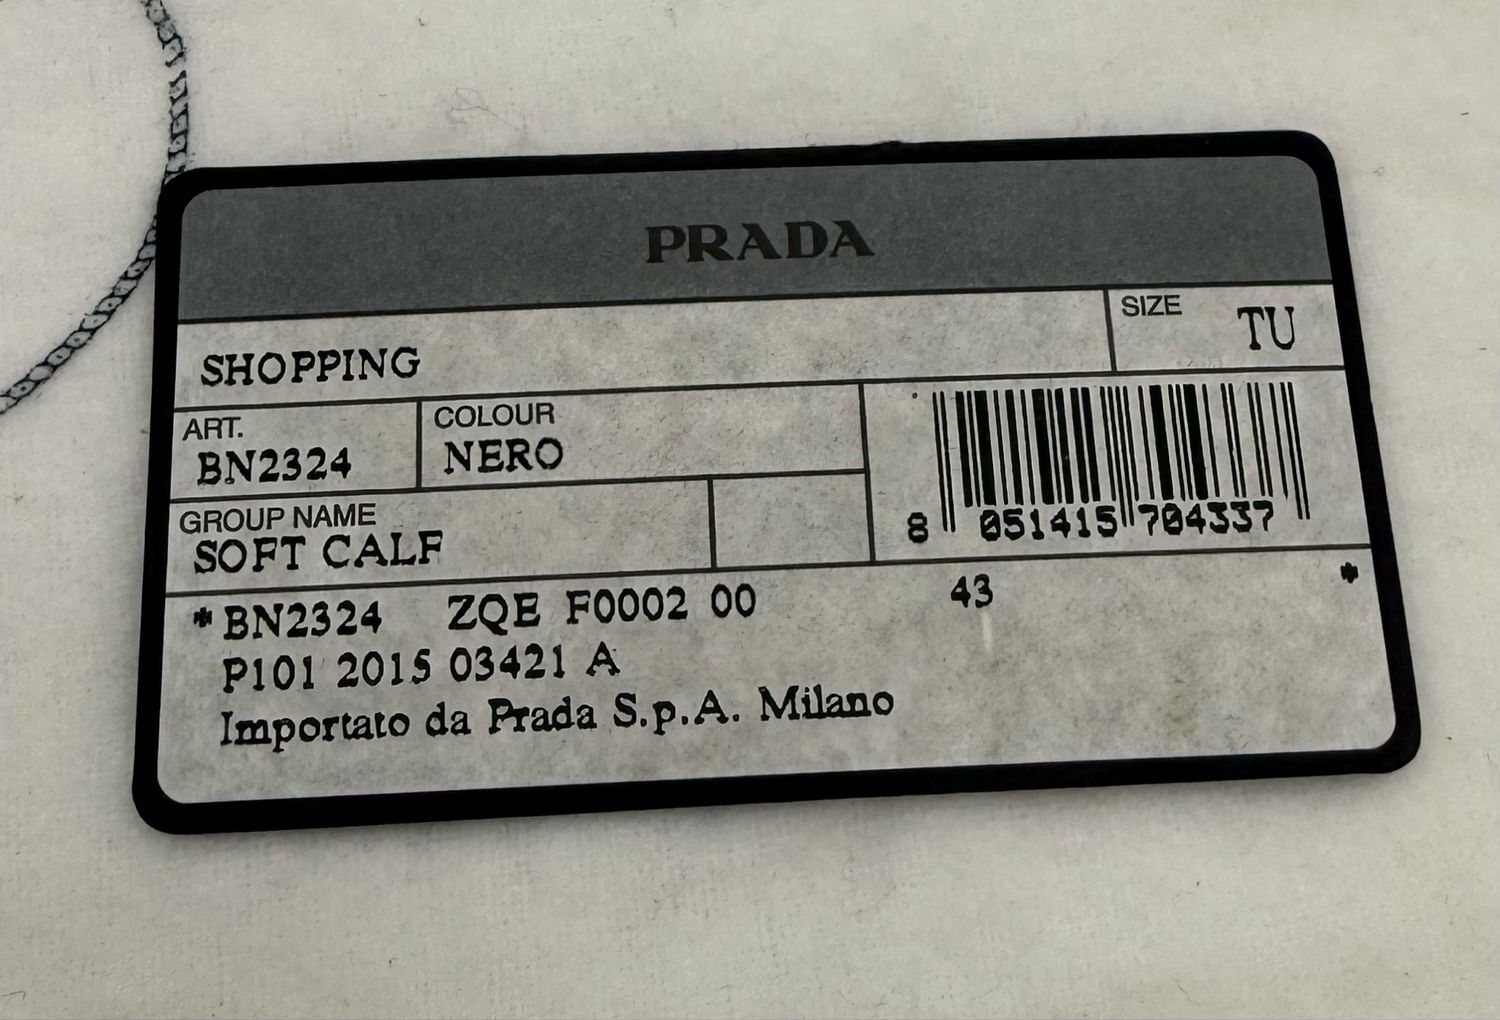 PRADA
SHOPPING
SIZE TU
ART.
BN2324
COLOUR
NERO
GROUP NAME
SOFT CALF
8 051415 704337
*BN2324 ZQE F0002 00 43 *
P101 2015 03421 A
Importato da Prada S.p.A. Milano